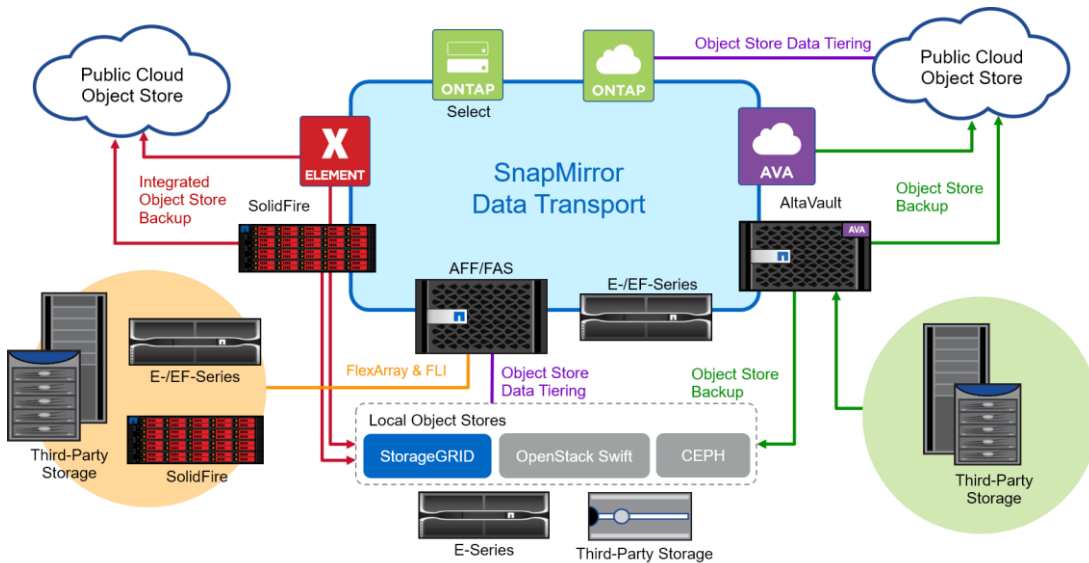 Public Cloud
Object Store
ONTAP
Select
ONTAP
Object Store Data Tiering
Public Cloud
Object Store
X
ELEMENT
SnapMirror
Data Transport
AVA
Integrated
Object Store
Backup
SolidFire
AltaVault
AVA
Object Store
Backup
AFF/FAS
E-/EF-Series
E-/EF-Series
SolidFire
Third-Party
Storage
FlexArray & FLI
Object Store
Data Tiering
Object Store
Backup
Local Object Stores
StorageGRID
OpenStack Swift
CEPH
Third-Party
Storage
E-Series
Third-Party Storage